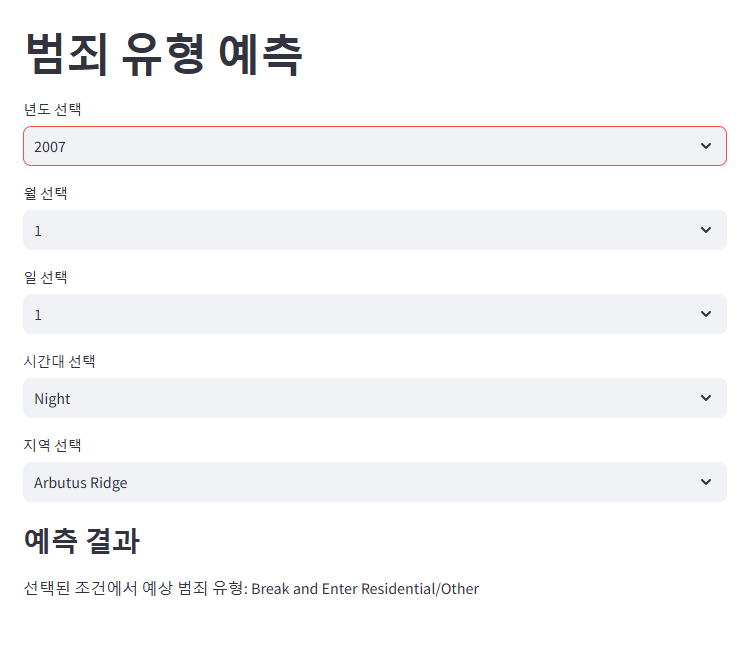 범죄 유형 예측
년도 선택
2007
월 선택
1
일 선택
1
시간대 선택
Night
지역 선택
Arbutus Ridge
예측 결과
선택된 조건에서 예상 범죄 유형: Break and Enter Residential/Other